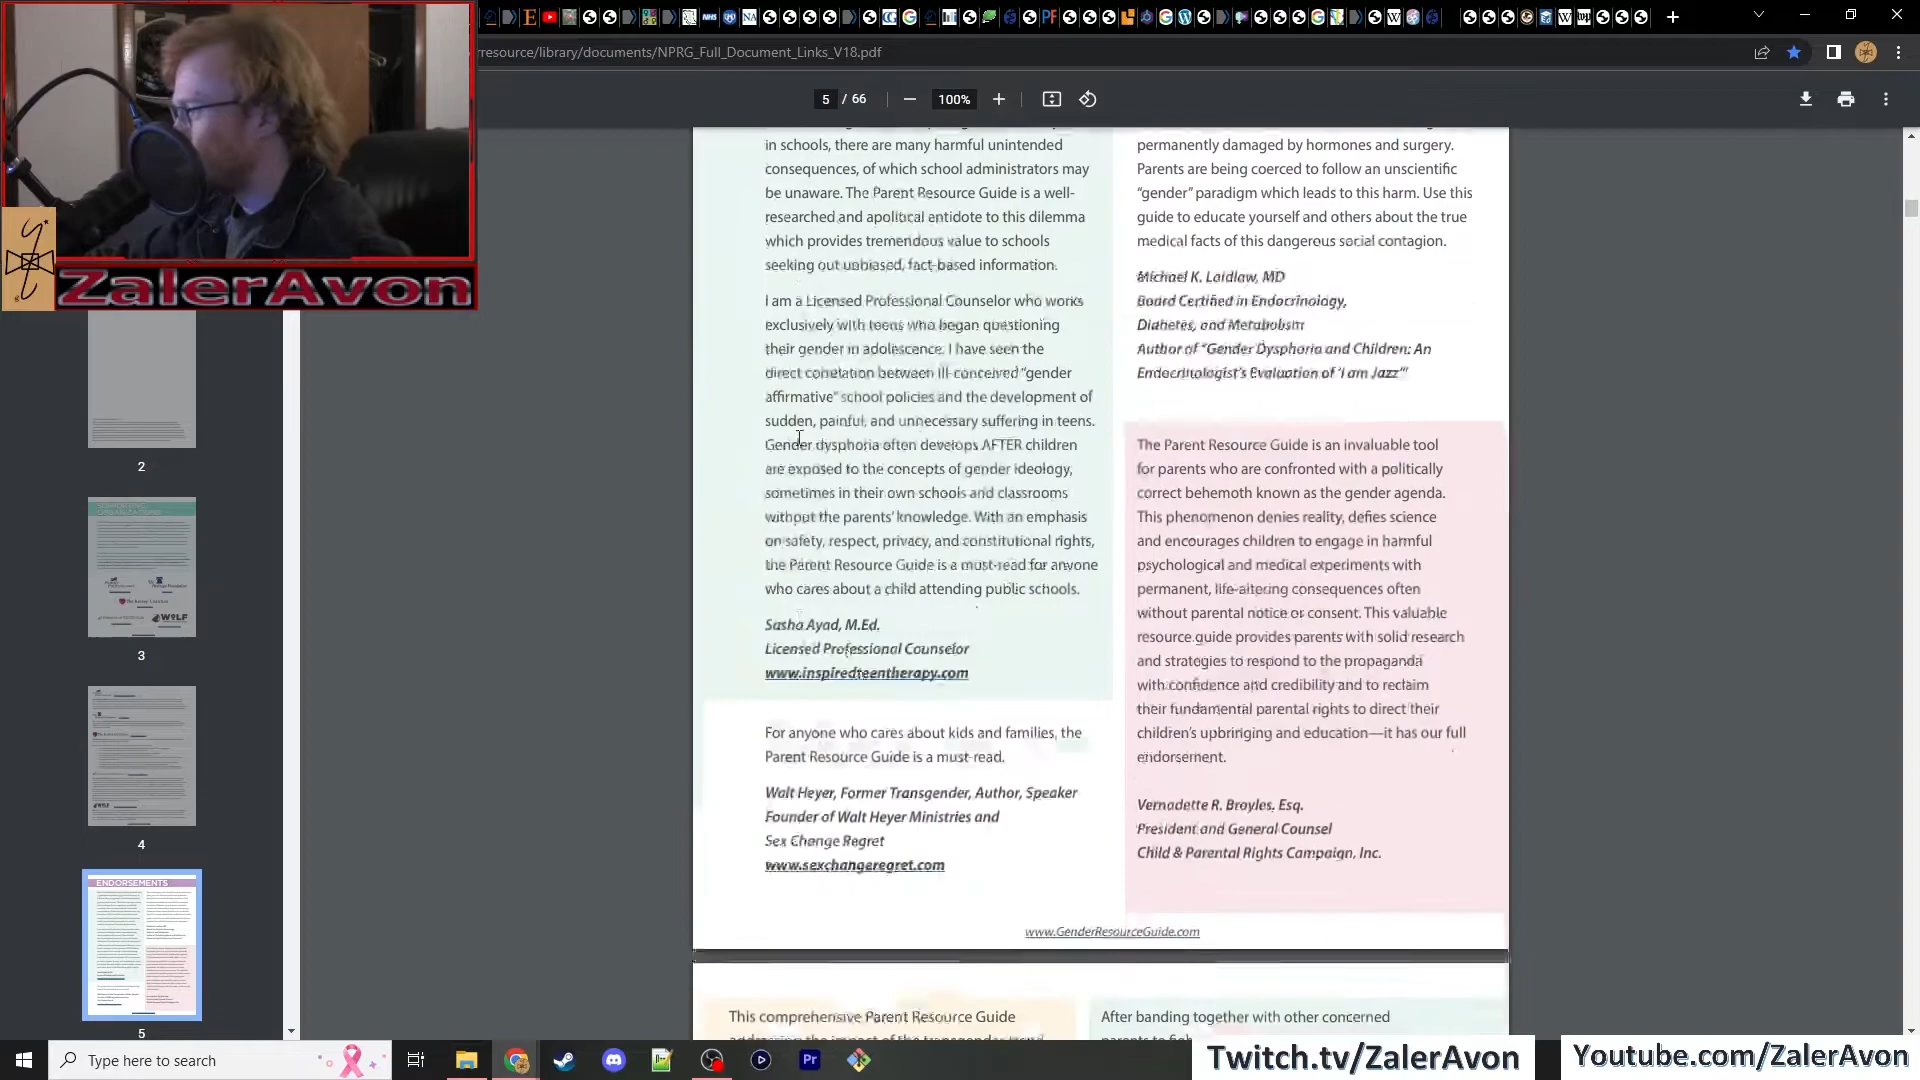 rresource/library/documents/NPRG_Full_Document_Links_V18.pdf
5 / 66
100%
ZalerAvon
in schools, there are many harmful unintended
consequences, of which school administrators may
be unaware. The Parent Resource Guide is a well-
researched and apolitical antidote to this dilemma
which provides tremendous value to schools
seeking out unbiased, fact-based information.
I am a Licensed Professional Counselor who works
exclusively with teens who began questioning
their gender in adolescence. I have seen the
direct correlation between ill-conceived "gender
affirmative" school policies and the development of
sudden, painful, and unnecessary suffering in teens.
Gender dysphoria often develops AFTER children
are exposed to the concepts of gender ideology,
sometimes in their own schools and classrooms
without the parents' knowledge. With an emphasis
on safety, respect, privacy, and constitutional rights,
the Parent Resource Guide is a must-read for anyone
who cares about a child attending public schools.
Sasha Ayad, M.Ed.
Licensed Professional Counselor
www.inspiredteentherapy.com
For anyone who cares about kids and families, the
Parent Resource Guide is a must-read.
Walt Heyer, Former Transgender, Author, Speaker
Founder of Walt Heyer Ministries and
Sex Change Regret
www.sexchangeregret.com
permanently damaged by hormones and surgery.
Parents are being coerced to follow an unscientific
"gender" paradigm which leads to this harm. Use this
guide to educate yourself and others about the true
medical facts of this dangerous social contagion.
Michael K. Laidlaw, MD
Board Certified in Endocrinology,
Diabetes, and Metabolism
Author of "Gender Dysphoria and Children: An
Endocrinologist's Evaluation of 'I am Jazz'"
The Parent Resource Guide is an invaluable tool
for parents who are confronted with a politically
correct behemoth known as the gender agenda.
This phenomenon denies reality, defies science
and encourages children to engage in harmful
psychological and medical experiments with
permanent, life-altering consequences often
without parental notice or consent. This valuable
resource guide provides parents with solid research
and strategies to respond to the propaganda
with confidence and credibility and to reclaim
their fundamental parental rights to direct their
children's upbringing and education—it has our full
endorsement.
Vernadette R. Broyles, Esq.
President and General Counsel
Child & Parental Rights Campaign, Inc.
www.GenderResourceGuide.com
This comprehensive Parent Resource Guide
After banding together with other concerned
2
3
4
ENDORSEMENTS
5
Type here to search
Twitch.tv/ZalerAvon
Youtube.com/ZalerAvon